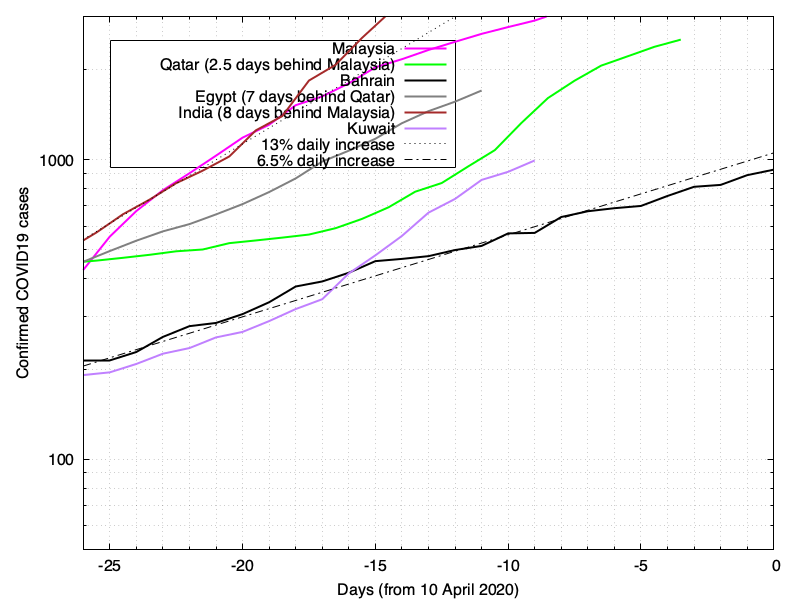 Malaysia
Qatar (2.5 days behind Malaysia)
Bahrain
Egypt (7 days behind Qatar)
India (8 days behind Malaysia)
Kuwait
13% daily increase
6.5% daily increase
1000
100
Confirmed COVID19 cases
-25 -20 -15 -10 -5 0
Days (from 10 April 2020)